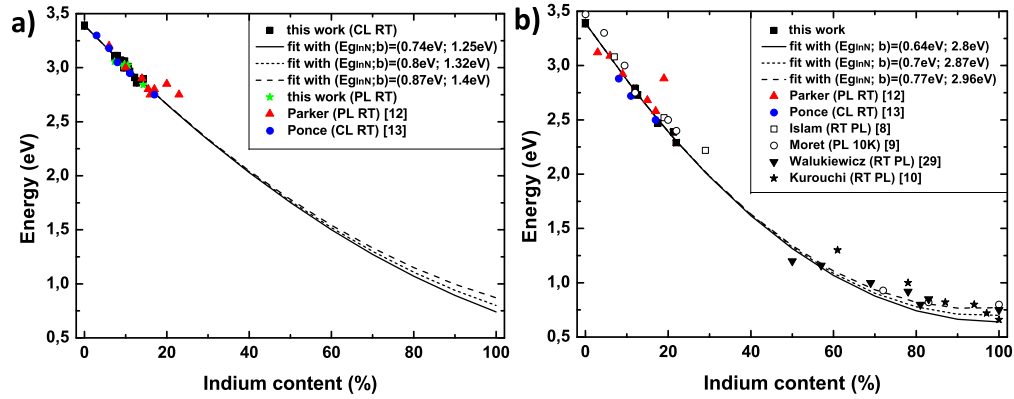 a)
3,5
3,0
2,5
2,0
1,5
1,0
0,5
Energy (eV)
0
20
40
60
80
100
Indium content (%)
this work (CL RT)
fit with (EgInN; b)=(0.74eV; 1.25eV)
fit with (EgInN; b)=(0.8eV; 1.32eV)
fit with (EgInN; b)=(0.87eV; 1.4eV)
this work (PL RT)
Parker (PL RT) [12]
Ponce (CL RT) [13]
b)
3,5
3,0
2,5
2,0
1,5
1,0
0,5
Energy (eV)
0
20
40
60
80
100
Indium content (%)
this work
fit with (EgInN; b)=(0.64eV; 2.8eV)
fit with (EgInN; b)=(0.7eV; 2.87eV)
fit with (EgInN; b)=(0.77eV; 2.96eV)
Parker (PL RT) [12]
Ponce (CL RT) [13]
Islam (RT PL) [8]
Moret (PL 10K) [9]
Walukiewicz (RT PL) [29]
Kurouchi (RT PL) [10]